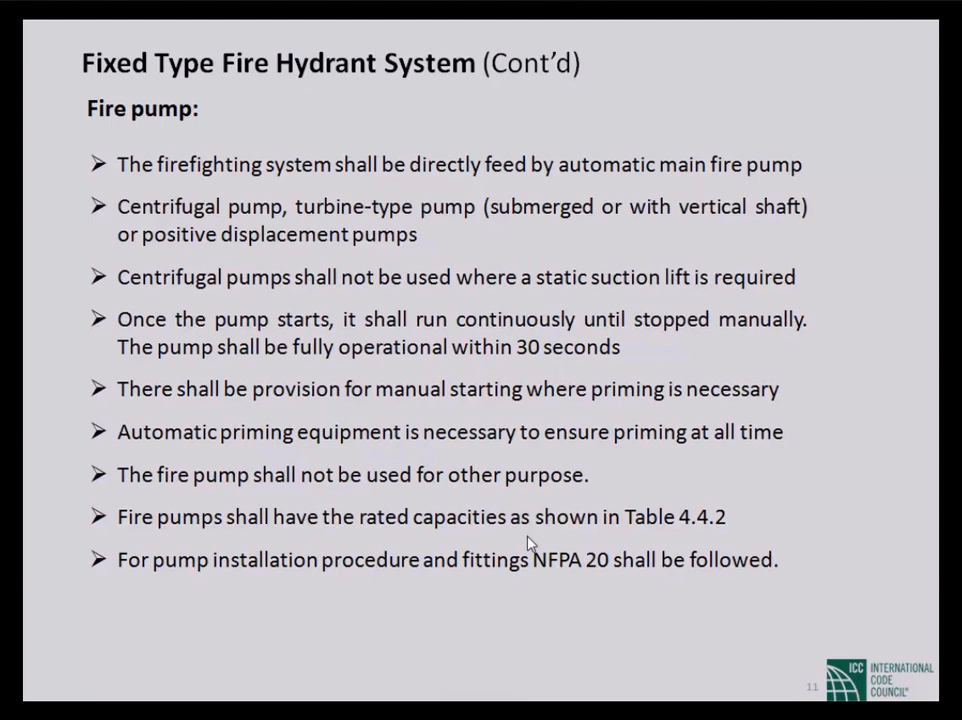 Fixed Type Fire Hydrant System (Cont’d)
Fire pump:
➢ The firefighting system shall be directly feed by automatic main fire pump
➢ Centrifugal pump, turbine-type pump (submerged or with vertical shaft)
or positive displacement pumps
➢ Centrifugal pumps shall not be used where a static suction lift is required
➢ Once the pump starts, it shall run continuously until stopped manually.
The pump shall be fully operational within 30 seconds
➢ There shall be provision for manual starting where priming is necessary
➢ Automatic priming equipment is necessary to ensure priming at all time
➢ The fire pump shall not be used for other purpose.
➢ Fire pumps shall have the rated capacities as shown in Table 4.4.2
➢ For pump installation procedure and fittings NFPA 20 shall be followed.
11
ICC
INTERNATIONAL
CODE
COUNCIL®